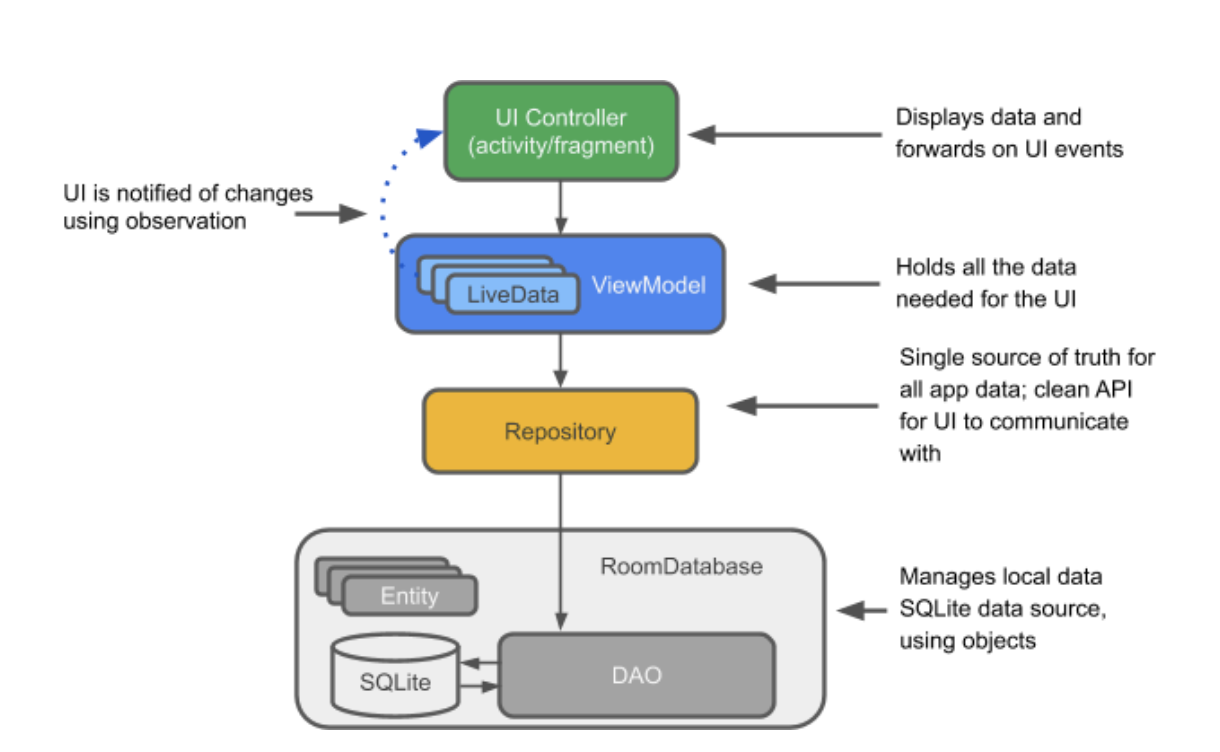 UI Controller
(activity/fragment)
Displays data and
forwards on UI events
UI is notified of changes
using observation
LiveData
ViewModel
Holds all the data
needed for the UI
Repository
Single source of truth for
all app data; clean API
for UI to communicate
with
RoomDatabase
Entity
SQLite
DAO
Manages local data
SQLite data source,
using objects